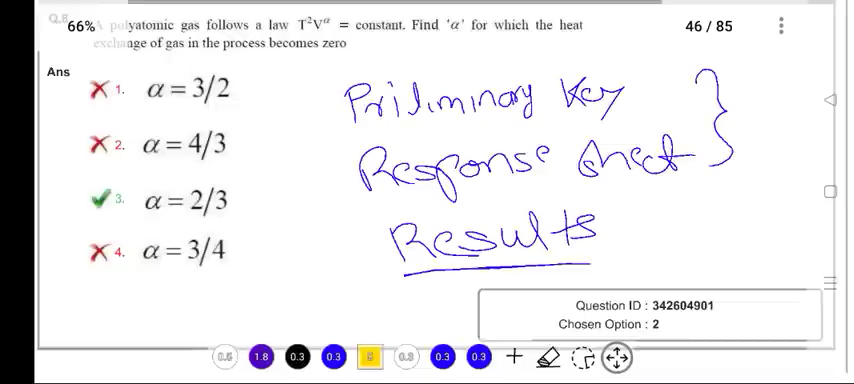 66%
46 / 85
Q.8 A polyatomic gas follows a law T²Vᵅ = constant. Find 'α' for which the heat
exchange of gas in the process becomes zero
Ans
1. α = 3/2
2. α = 4/3
3. α = 2/3
4. α = 3/4
Priliminary Key
Response sheet
Results
Question ID : 342604901
Chosen Option : 2
0.5 1.8 0.3 0.3 5 0.3 0.3 0.3